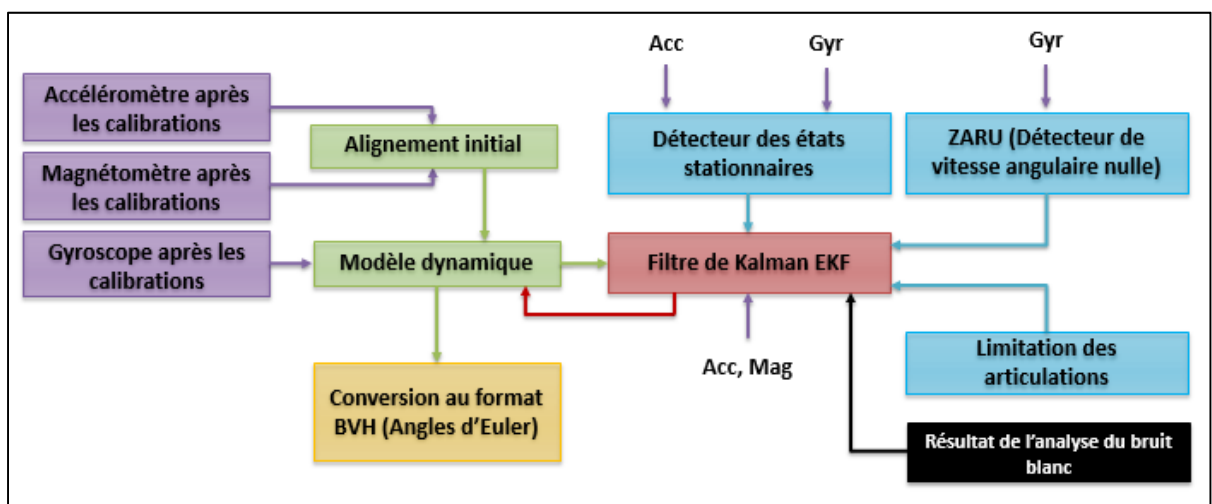 Acc
Gyr
Gyr
Accéléromètre après
les calibrations
Alignement initial
Détecteur des états
stationnaires
ZARU (Détecteur de
vitesse angulaire nulle)
Magnétomètre après
les calibrations
Gyroscope après les
calibrations
Modèle dynamique
Filtre de Kalman EKF
Acc, Mag
Limitation des
articulations
Conversion au format
BVH (Angles d’Euler)
Résultat de l’analyse du bruit
blanc